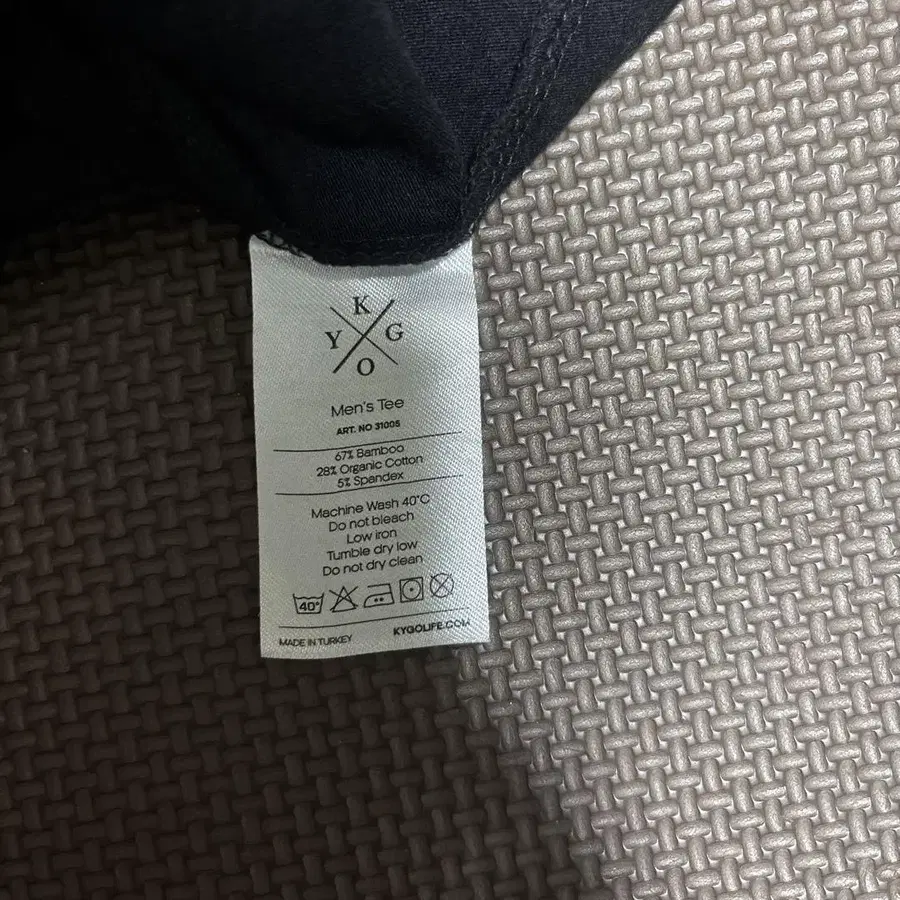 K
Y G
O
Men's Tee
ART. NO 31005
67% Bamboo
28% Organic Cotton
5% Spandex
Machine Wash 40°C
Do not bleach
Low iron
Tumble dry low
Do not dry clean
40°
MADE IN TURKEY KYGOLIFE.COM